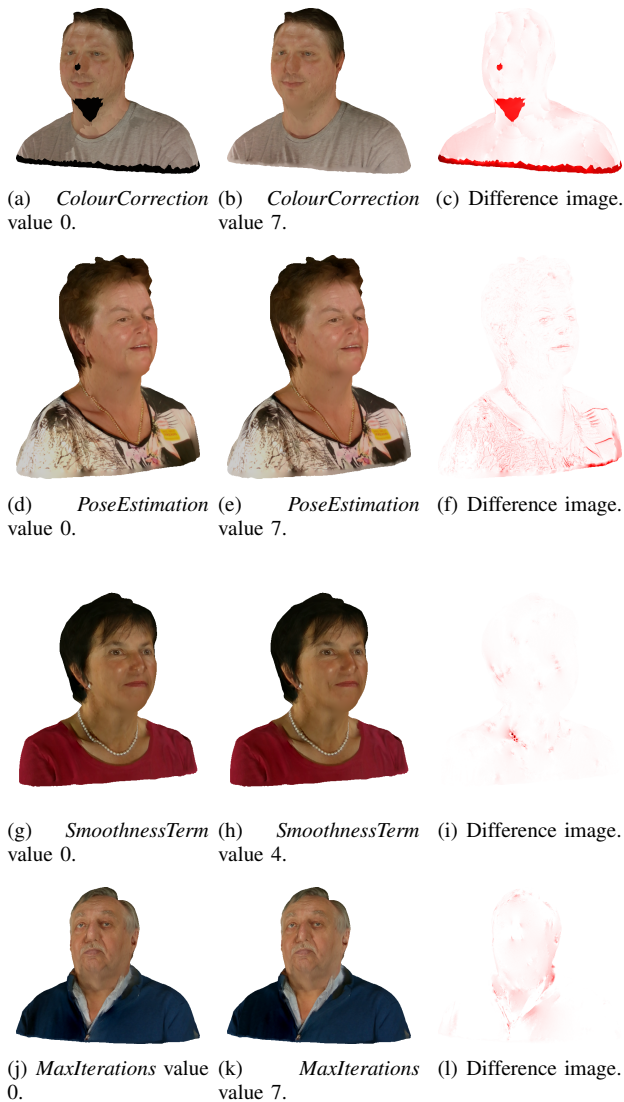 (a) ColourCorrection
value 0.
(b) ColourCorrection
value 7.
(c) Difference image.
(d) PoseEstimation
value 0.
(e) PoseEstimation
value 7.
(f) Difference image.
(g) SmoothnessTerm
value 0.
(h) SmoothnessTerm
value 4.
(i) Difference image.
(j) MaxIterations value
0.
(k) MaxIterations
value 7.
(l) Difference image.